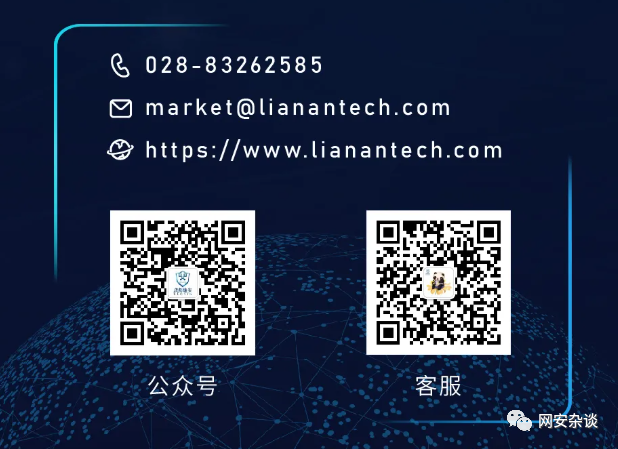 028-83262585
market@lianantech.com
https://www.lianantech.com
公众号
客服
网安杂谈